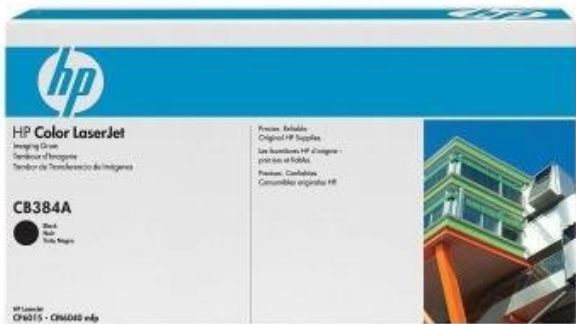 hp
HP Color LaserJet
Imaging Drum
Tambour d'Imagerie
Tambor de Transferencia de Imágenes
CB384A
Black
Noir
Tinta Negra
HP LaserJet
CP6015 - CM6040 mfp
Precise. Reliable.
Original HP Supplies.
Les fournitures HP d'origine -
précises et fiables.
Precisos. Confiables.
Consumibles originales HP.